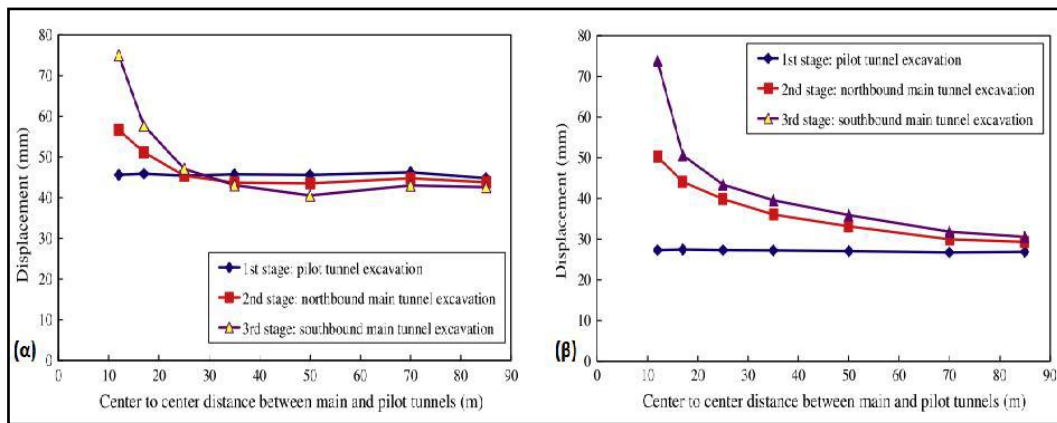 80
70
60
50
40
30
20
10
0
Displacement (mm)
1st stage: pilot tunnel excavation
2nd stage: northbound main tunnel excavation
3rd stage: southbound main tunnel excavation
(α)
0 10 20 30 40 50 60 70 80 90
Center to center distance between main and pilot tunnels (m)
80
70
60
50
40
30
20
10
0
Displacement (mm)
1st stage: pilot tunnel excavation
2nd stage: northbound main tunnel excavation
3rd stage: southbound main tunnel excavation
(β)
0 10 20 30 40 50 60 70 80 90
Center to center distance between main and pilot tunnels (m)